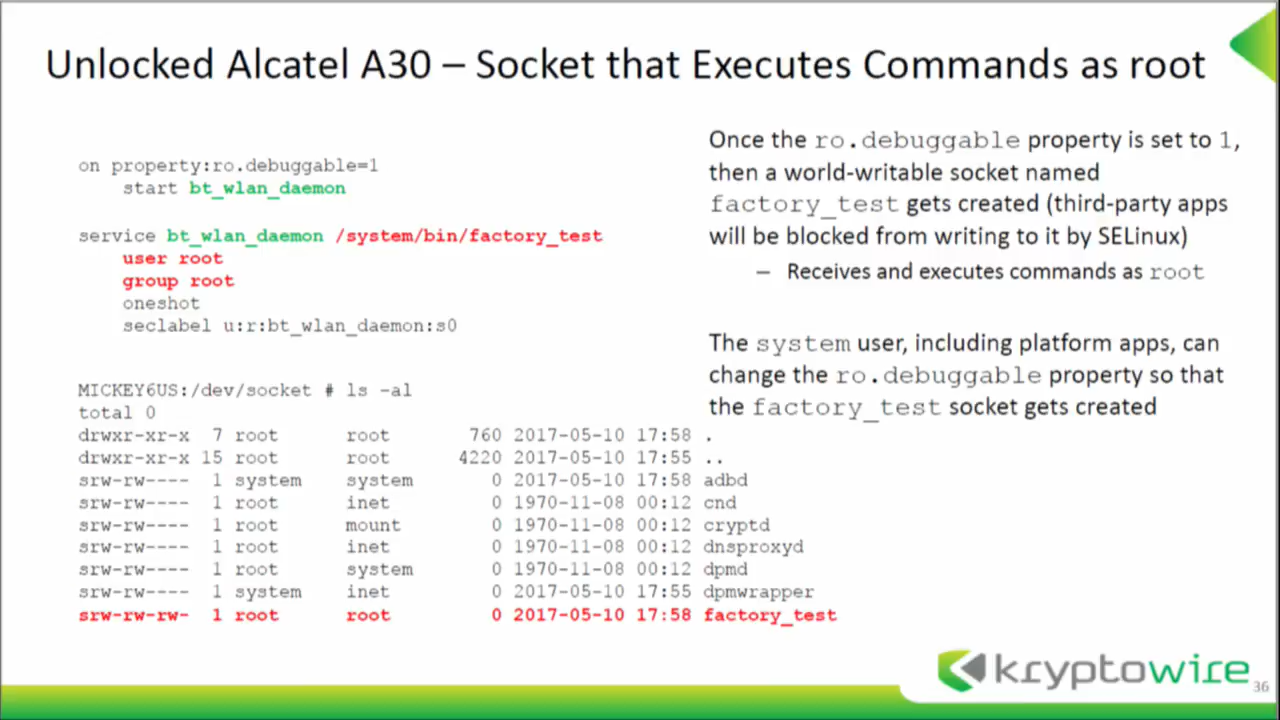 Unlocked Alcatel A30 – Socket that Executes Commands as root
on property:ro.debuggable=1
start bt_wlan_daemon
service bt_wlan_daemon /system/bin/factory_test
user root
group root
oneshot
seclabel u:r:bt_wlan_daemon:s0
MICKEY6US:/dev/socket # ls -al
total 0
drwxr-xr-x 7 root root 760 2017-05-10 17:58 .
drwxr-xr-x 15 root root 4220 2017-05-10 17:55 ..
srw-rw---- 1 system system 0 2017-05-10 17:58 adbd
srw-rw---- 1 root inet 0 1970-11-08 00:12 cnd
srw-rw---- 1 root mount 0 1970-11-08 00:12 cryptd
srw-rw---- 1 root inet 0 1970-11-08 00:12 dnsproxyd
srw-rw---- 1 root system 0 1970-11-08 00:12 dpmd
srw-rw---- 1 system inet 0 2017-05-10 17:55 dpmwrapper
srw-rw-rw- 1 root root 0 2017-05-10 17:58 factory_test
Once the ro.debuggable property is set to 1,
then a world-writable socket named
factory_test gets created (third-party apps
will be blocked from writing to it by SELinux)
– Receives and executes commands as root
The system user, including platform apps, can
change the ro.debuggable property so that
the factory_test socket gets created
kryptowire
36